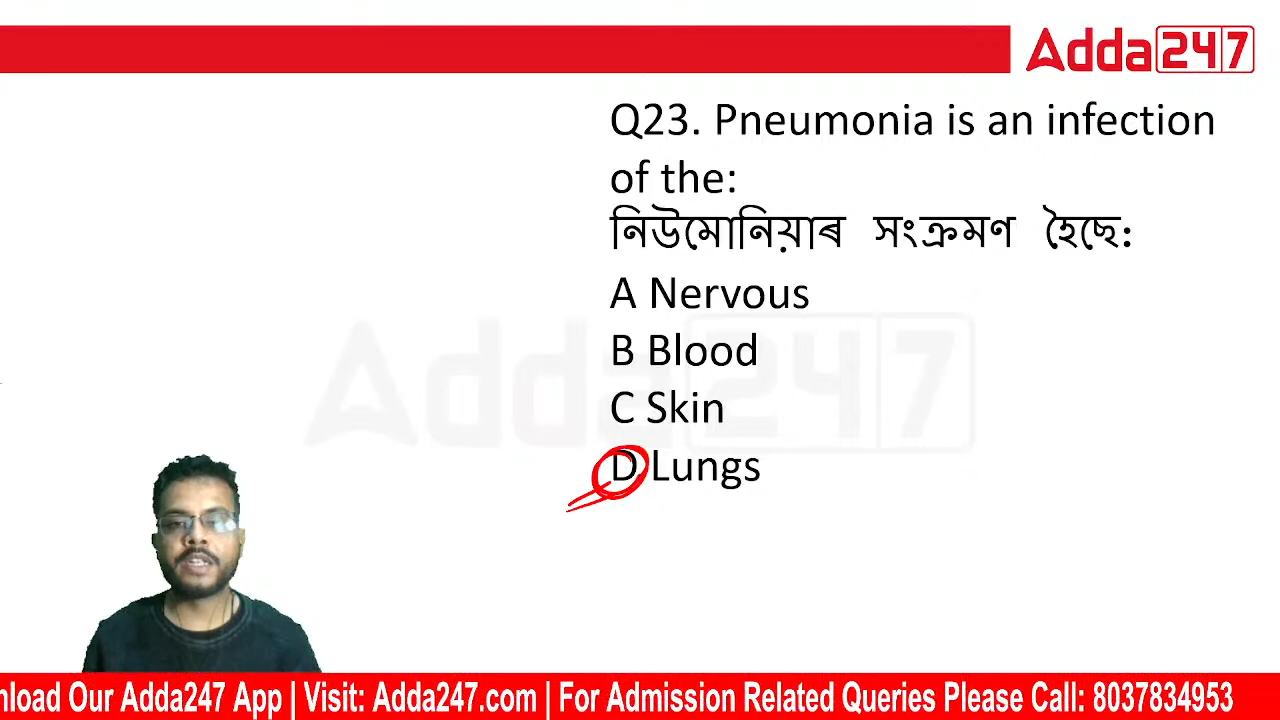 Adda247
Q23. Pneumonia is an infection
of the:
নিউমোনিয়াৰ সংক্ৰমণ হৈছে:
A Nervous
B Blood
C Skin
D Lungs
Adda247
nload Our Adda247 App | Visit: Adda247.com | For Admission Related Queries Please Call: 8037834953